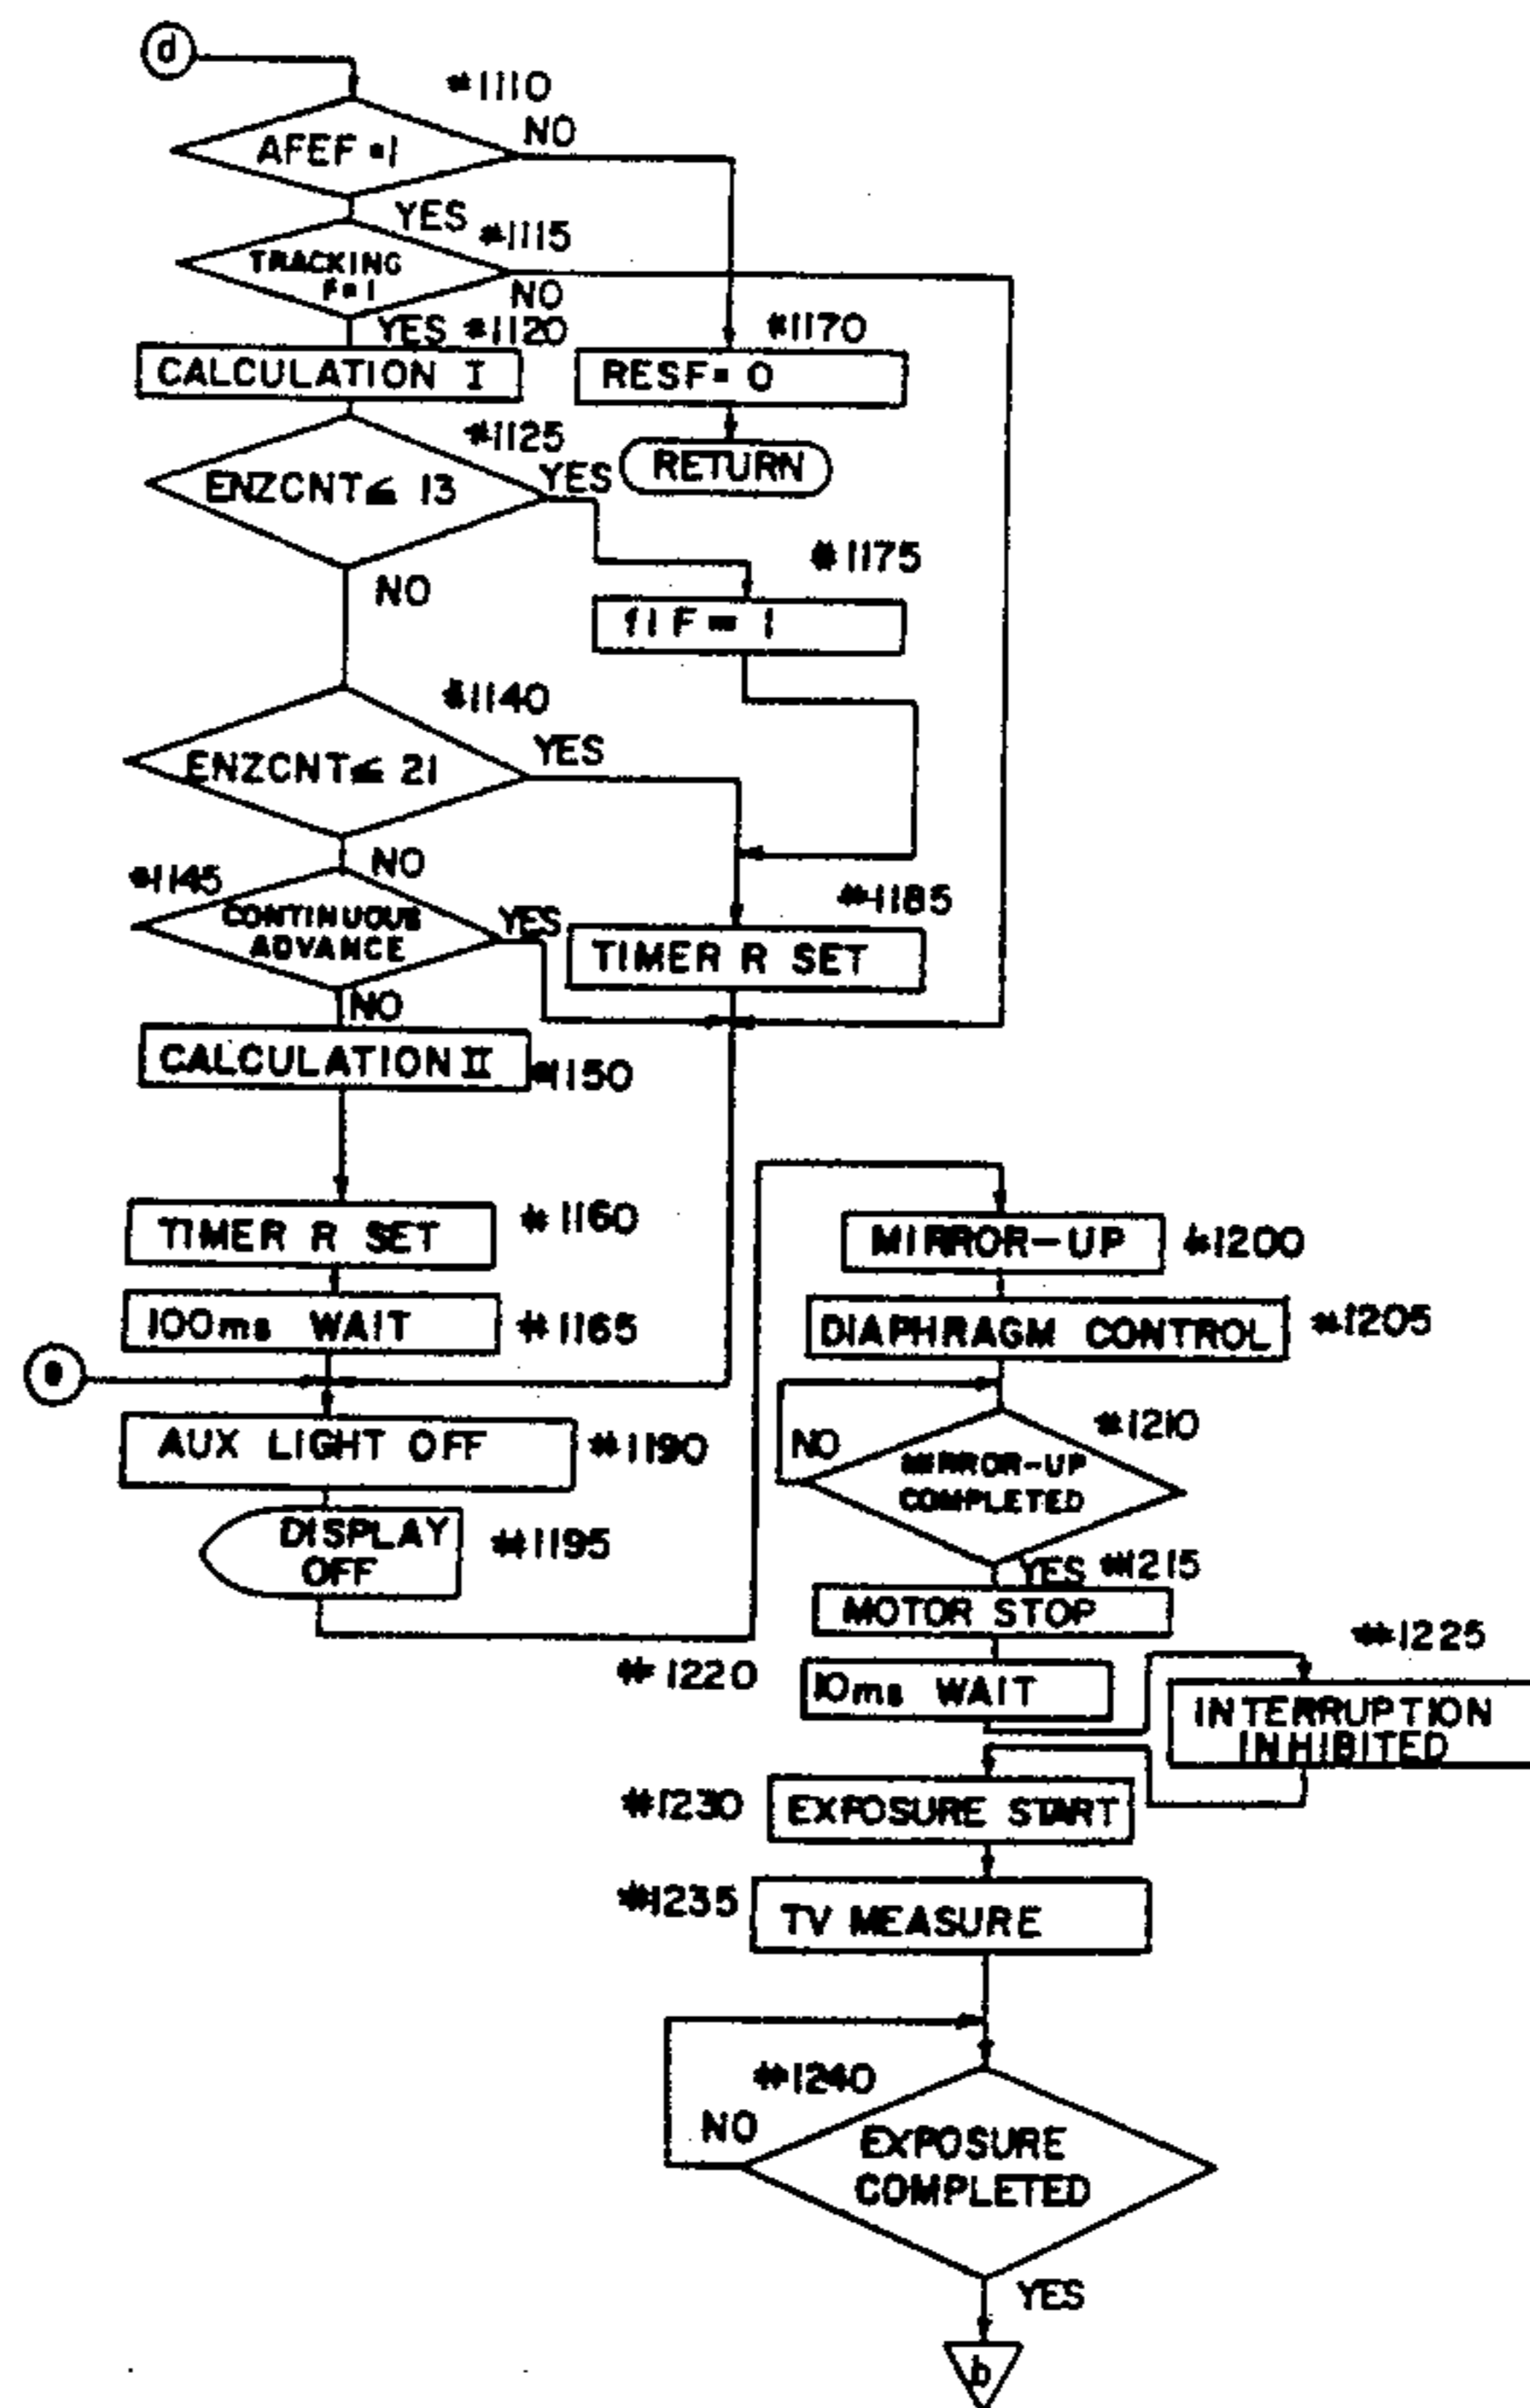 d
#1110
AFEF=1
NO
YES
#1115
TRACKING
F=1
NO
YES #1120
CALCULATION I
#1170
RESF=0
RETURN
#1125
ENZCNT≦ 13
YES
NO
#1175
f1F=1
#1140
ENZCNT≦ 21
YES
NO
#1145
CONTINUOUS
ADVANCE
YES
NO
#1185
TIMER R SET
CALCULATION II
#1150
TIMER R SET
#1160
100ms WAIT
#1165
e
AUX LIGHT OFF
#1190
DISPLAY
OFF
#1195
MIRROR-UP
#1200
DIAPHRAGM CONTROL
#1205
#1210
NO
MIRROR-UP
COMPLETED
YES #1215
MOTOR STOP
#1220
10ms WAIT
#1225
INTERRUPTION
INHIBITED
#1230
EXPOSURE START
#1235
TV MEASURE
#1240
NO
EXPOSURE
COMPLETED
YES
b